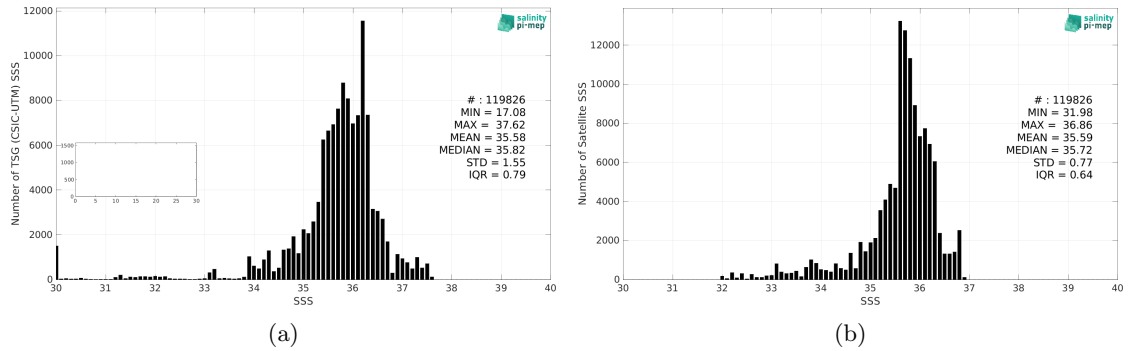 12000
10000
8000
6000
4000
2000
0
Number of TSG (CSIC-UTM) SSS
30 31 32 33 34 35 36 37 38 39 40
SSS
salinity
pi-mep
# : 119826
MIN = 17.08
MAX = 37.62
MEAN = 35.58
MEDIAN = 35.82
STD = 1.55
IQR = 0.79
1500
1000
500
0
0 5 10 15 20 25 30
(a)
12000
10000
8000
6000
4000
2000
0
Number of Satellite SSS
30 31 32 33 34 35 36 37 38 39 40
SSS
salinity
pi-mep
# : 119826
MIN = 31.98
MAX = 36.86
MEAN = 35.59
MEDIAN = 35.72
STD = 0.77
IQR = 0.64
(b)